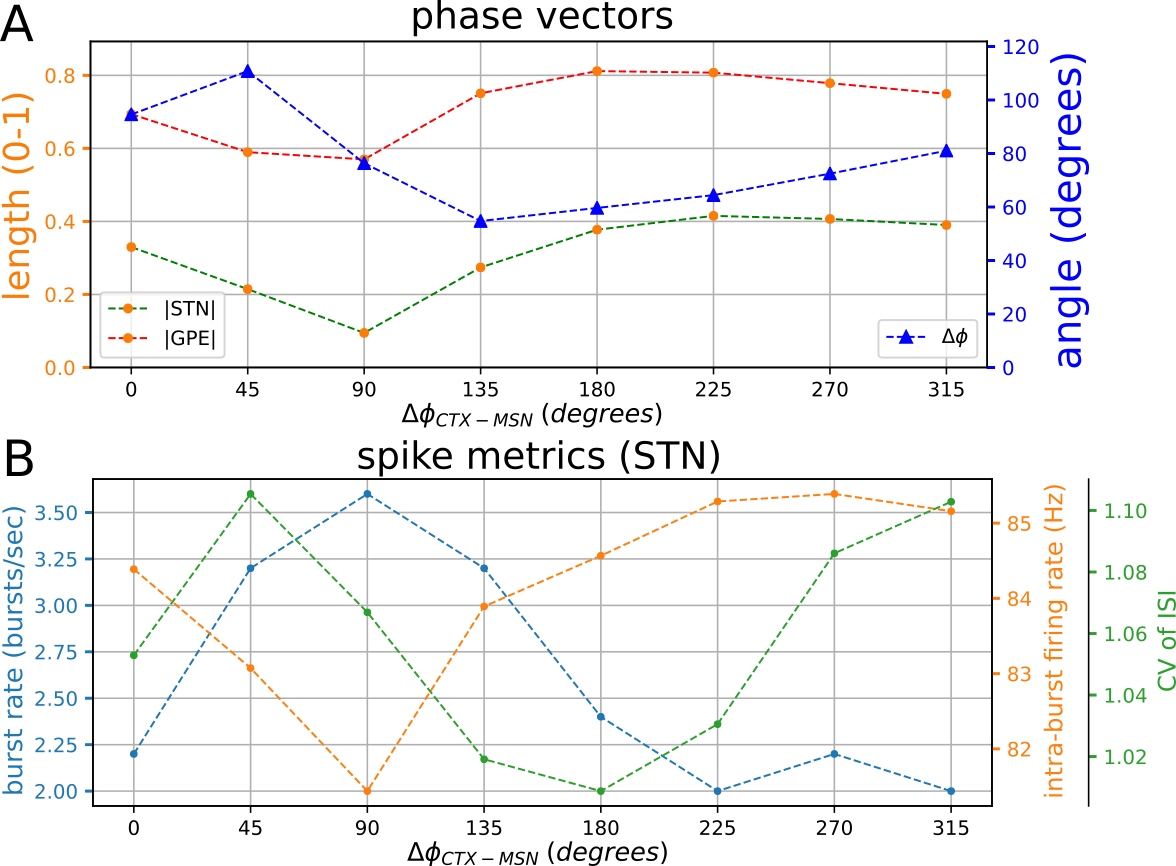 A
phase vectors
length (0-1)
0.8
0.6
0.4
0.2
0.0
120
100
80
60
40
20
0
angle (degrees)
|STN|
|GPE|
Δϕ
0 45 90 135 180 225 270 315
Δϕ_CTX−MSN (degrees)
B
spike metrics (STN)
burst rate (bursts/sec)
3.50
3.25
3.00
2.75
2.50
2.25
2.00
85
84
83
82
intra-burst firing rate (Hz)
1.10
1.08
1.06
1.04
1.02
CV of ISI
0 45 90 135 180 225 270 315
Δϕ_CTX−MSN (degrees)